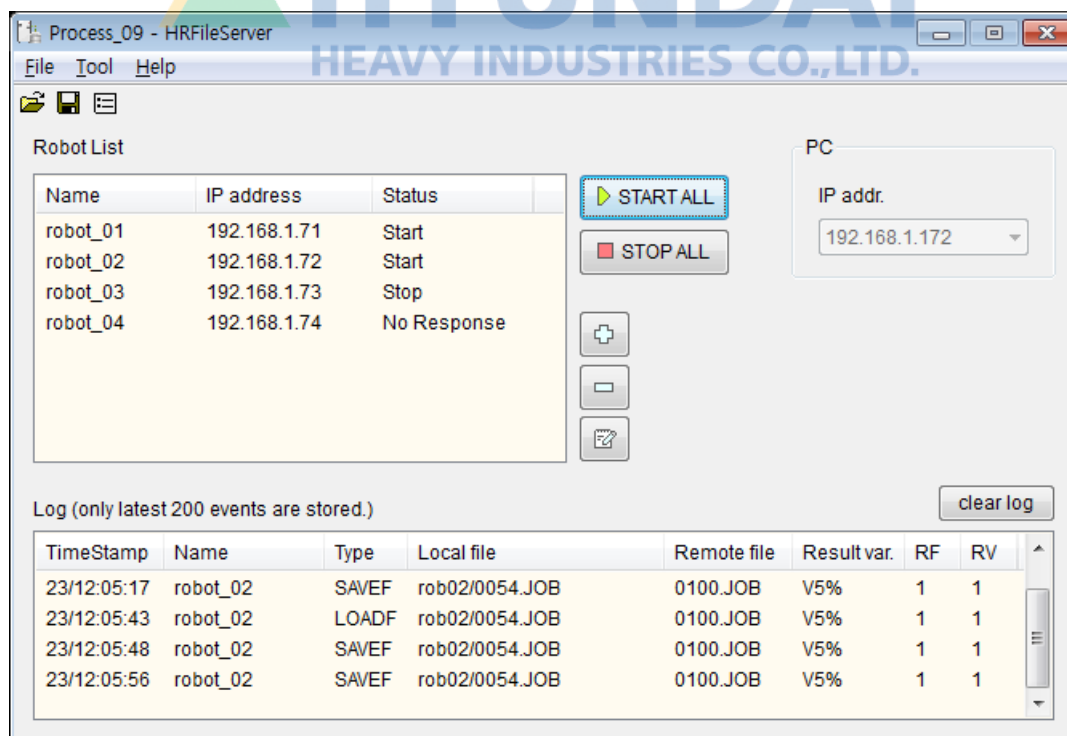 HYUNDAI
Process_09 - HRFileServer
HEAVY INDUSTRIES CO.,LTD.
File Tool Help
Robot List
PC
Name IP address Status
START ALL
IP addr.
robot_01 192.168.1.71 Start
192.168.1.172
robot_02 192.168.1.72 Start
STOP ALL
robot_03 192.168.1.73 Stop
robot_04 192.168.1.74 No Response
Log (only latest 200 events are stored.)
clear log
TimeStamp Name Type Local file Remote file Result var. RF RV
23/12:05:17 robot_02 SAVEF rob02/0054.JOB 0100.JOB V5% 1 1
23/12:05:43 robot_02 LOADF rob02/0054.JOB 0100.JOB V5% 1 1
23/12:05:48 robot_02 SAVEF rob02/0054.JOB 0100.JOB V5% 1 1
23/12:05:56 robot_02 SAVEF rob02/0054.JOB 0100.JOB V5% 1 1